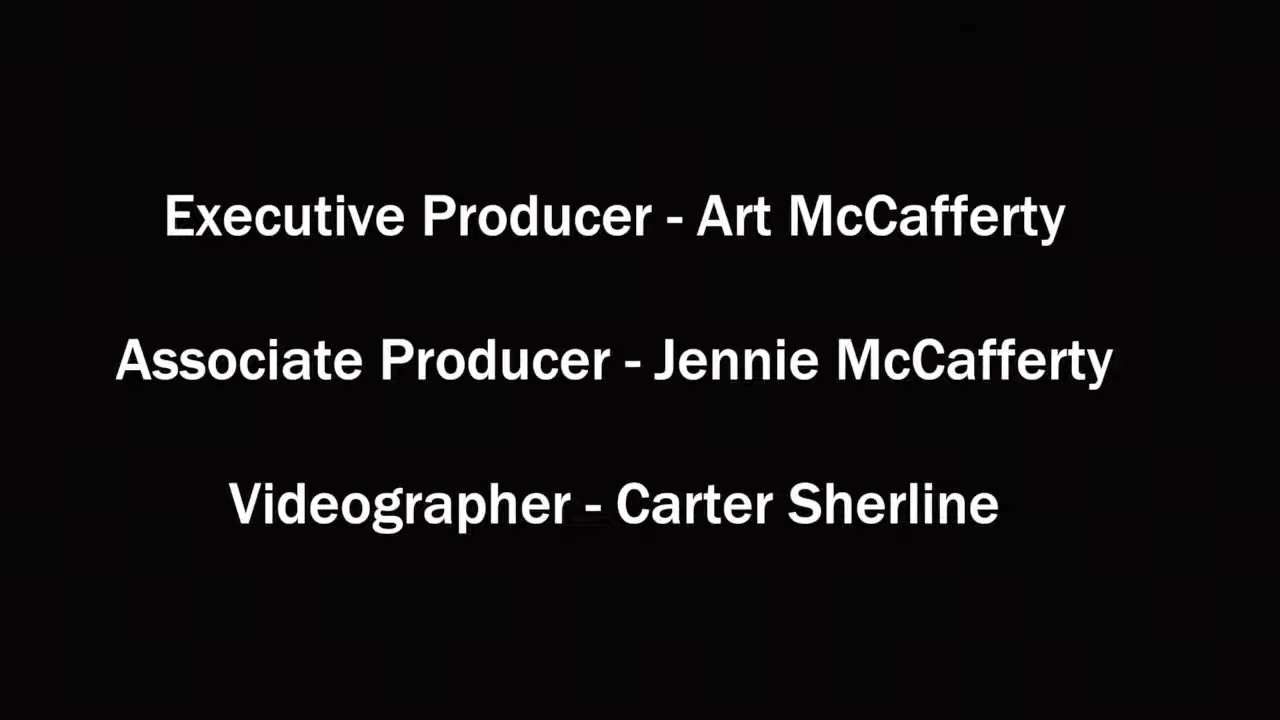 Executive Producer - Art McCafferty
Associate Producer - Jennie McCafferty
Videographer - Carter Sherline